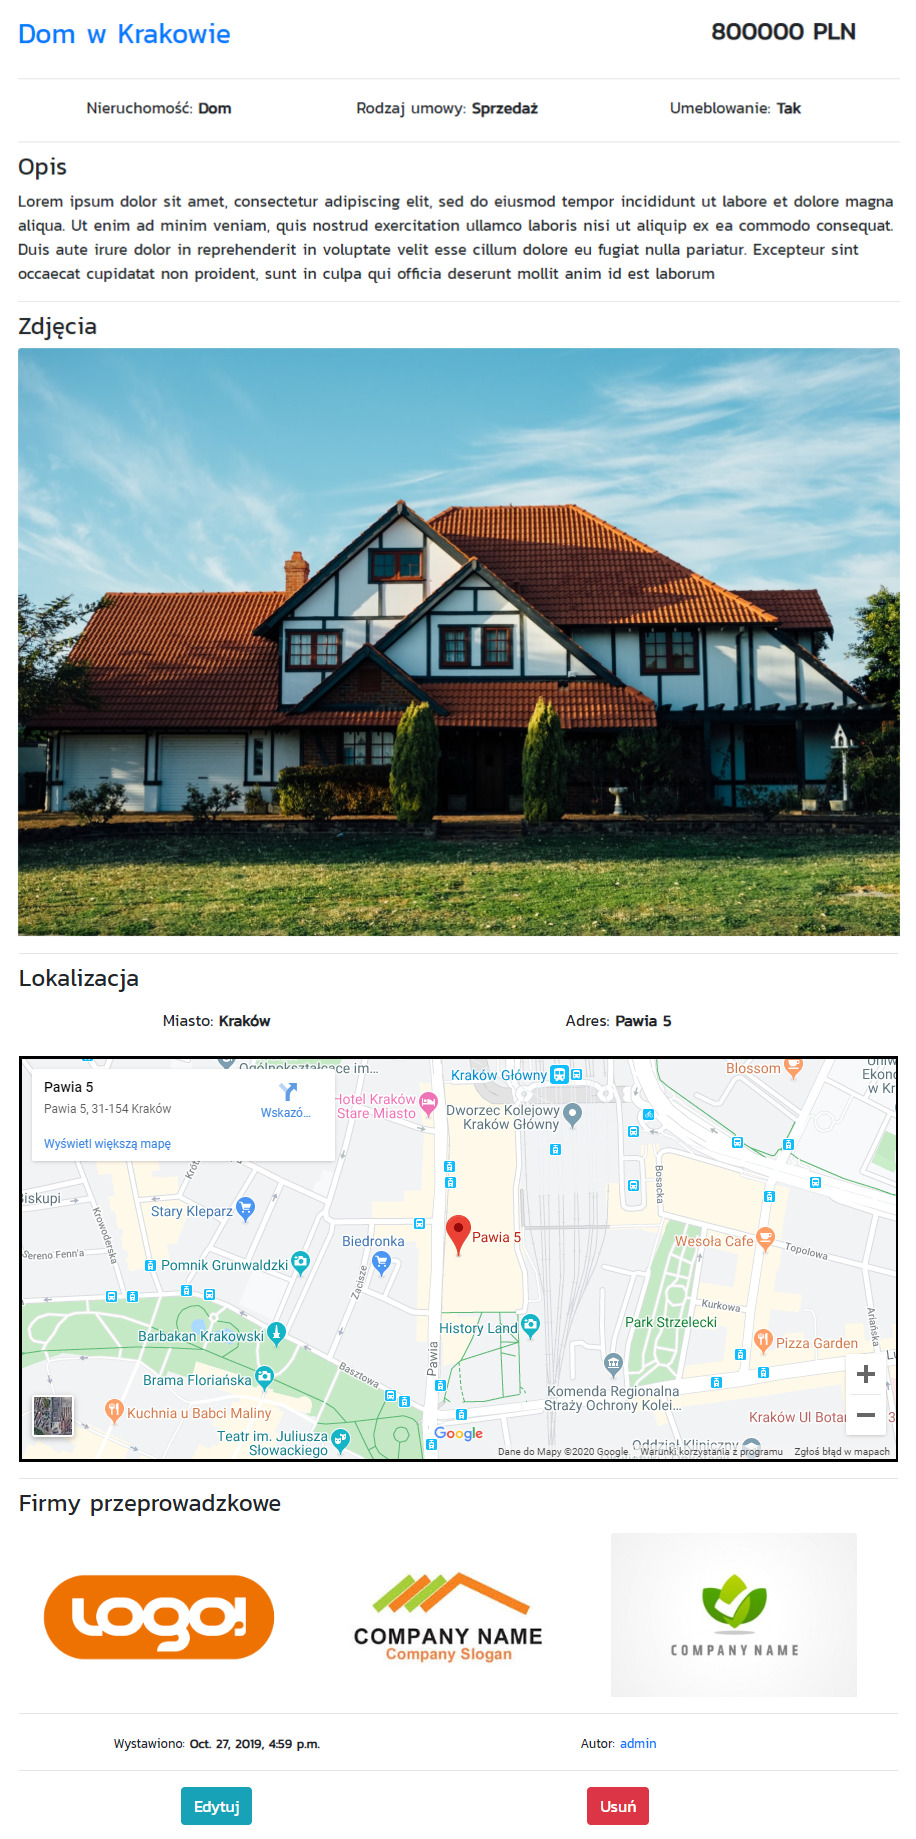 Dom w Krakowie
800000 PLN
Nieruchomość: Dom
Rodzaj umowy: Sprzedaż
Umeblowanie: Tak
Opis
Lorem ipsum dolor sit amet, consectetur adipiscing elit, sed do eiusmod tempor incididunt ut labore et dolore magna
aliqua. Ut enim ad minim veniam, quis nostrud exercitation ullamco laboris nisi ut aliquip ex ea commodo consequat.
Duis aute irure dolor in reprehenderit in voluptate velit esse cillum dolore eu fugiat nulla pariatur. Excepteur sint
occaecat cupidatat non proident, sunt in culpa qui officia deserunt mollit anim id est laborum
Zdjęcia
Lokalizacja
Miasto: Kraków
Adres: Pawia 5
Pawia 5
Pawia 5, 31-154 Kraków
Wskazó...
Wyświetl większą mapę
im...
Kraków Główny
Blossom
Ekono
w Kr
Hotel Kraków
Stare Miasto
Dworzec Kolejowy
Kraków Główny
Bosacka
Biskupi
Krowoderska
Stary Kleparz
Biedronka
Pawia 5
Wesoła Cafe
Topolowa
Sereno Fenn'a
Pomnik Grunwaldzki
Zacisze
Kurkowa
Ariańska
Barbakan Krakowski
History Land
Park Strzelecki
Pizza Garden
Pawia
Basztowa
Brama Floriańska
Komenda Regionalna
Straży Ochrony Kolei...
Kuchnia u Babci Maliny
Kraków Ul Botan
3
Teatr im. Juliusza
Słowackiego
Google
Oddział Kliniczny
Dane do Mapy ©2020 Google
Warunki korzystania z programu
Zgłoś błąd w mapach
Firmy przeprowadzkowe
LOGO!
COMPANY NAME
Company Slogan
COMPANY NAME
Wystawiono: Oct. 27, 2019, 4:59 p.m.
Autor: admin
Edytuj
Usuń